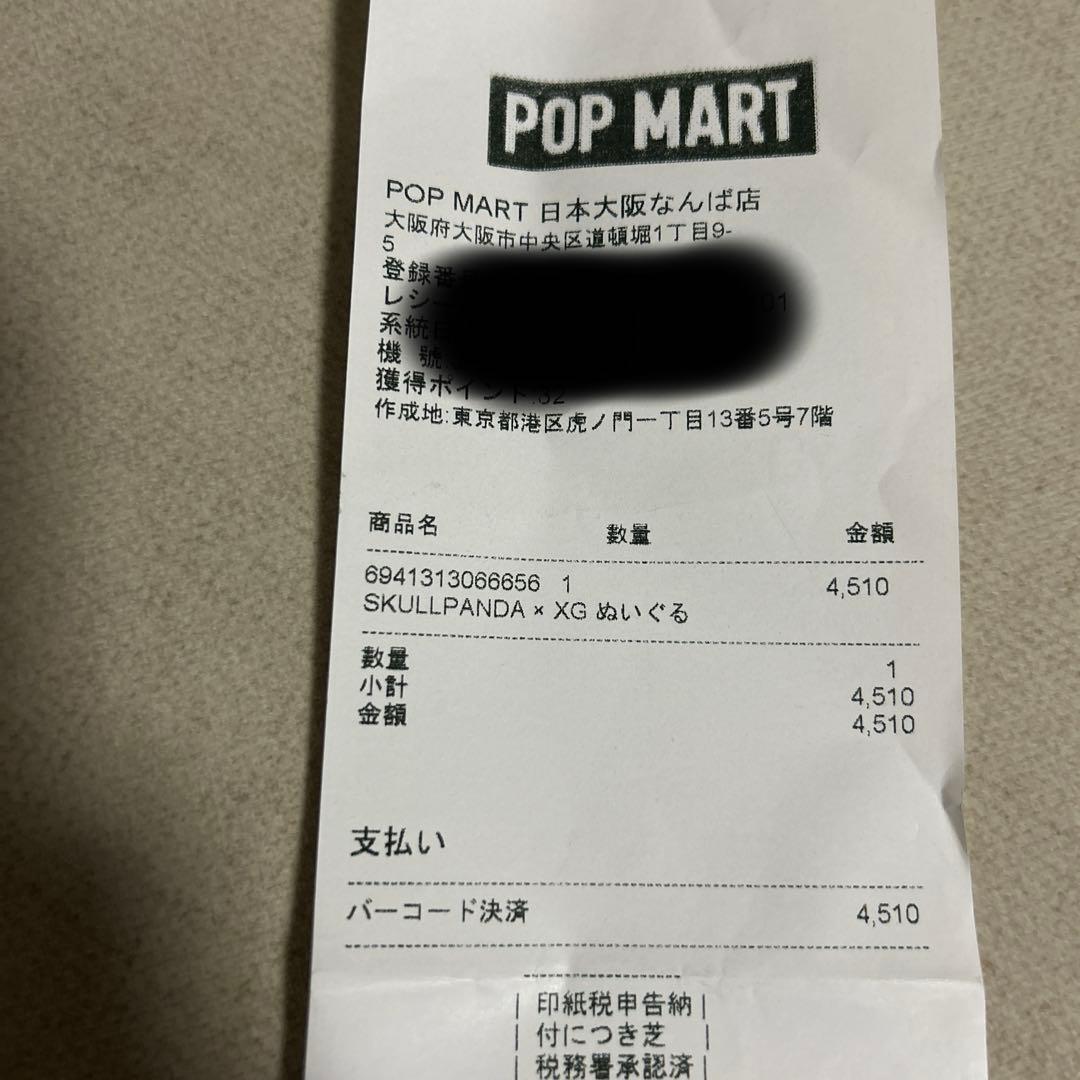 POP MART
POP MART 日本大阪なんば店
大阪府大阪市中央区道頓堀1丁目9-
5
登録番
レシー
系統
機 號
獲得ポイント:82
作成地:東京都港区虎ノ門一丁目13番5号7階
商品名 数量 金額
6941313066656 1 4,510
SKULLPANDA × XG ぬいぐる
数量 1
小計 4,510
金額 4,510
支払い
バーコード決済 4,510
印紙税申告納
付につき芝
税務署承認済